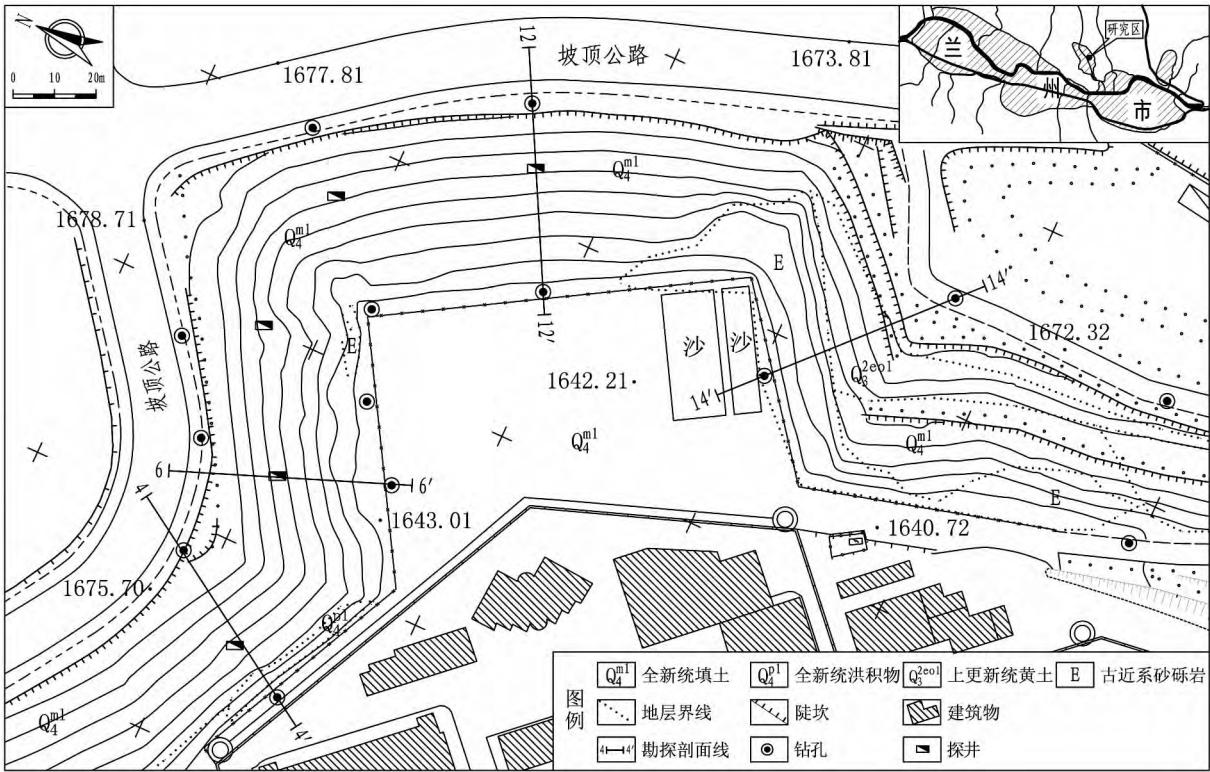 N
0 10 20m
12
坡顶公路
1677.81
1673.81
研究区
兰
州
市
Q₄ᵐˡ
1678.71
Q₄ᵐˡ
E
14'
1672.32
E
12'
沙
沙
坡顶公路
1642.21
14'
Q₃²ᵉᵒˡ
Q₄ᵐˡ
Q₄ᵐˡ
6
6'
4
E
1643.01
1640.72
1675.70
Q₄ᵖˡ
Q₄ᵐˡ
4'
图例
Q₄ᵐˡ 全新统填土 Q₄ᵖˡ 全新统洪积物 Q₃²ᵉᵒˡ 上更新统黄土 E 古近系砂砾岩
地层界线 陡坎 建筑物
4 4' 勘探剖面线 钻孔 探井